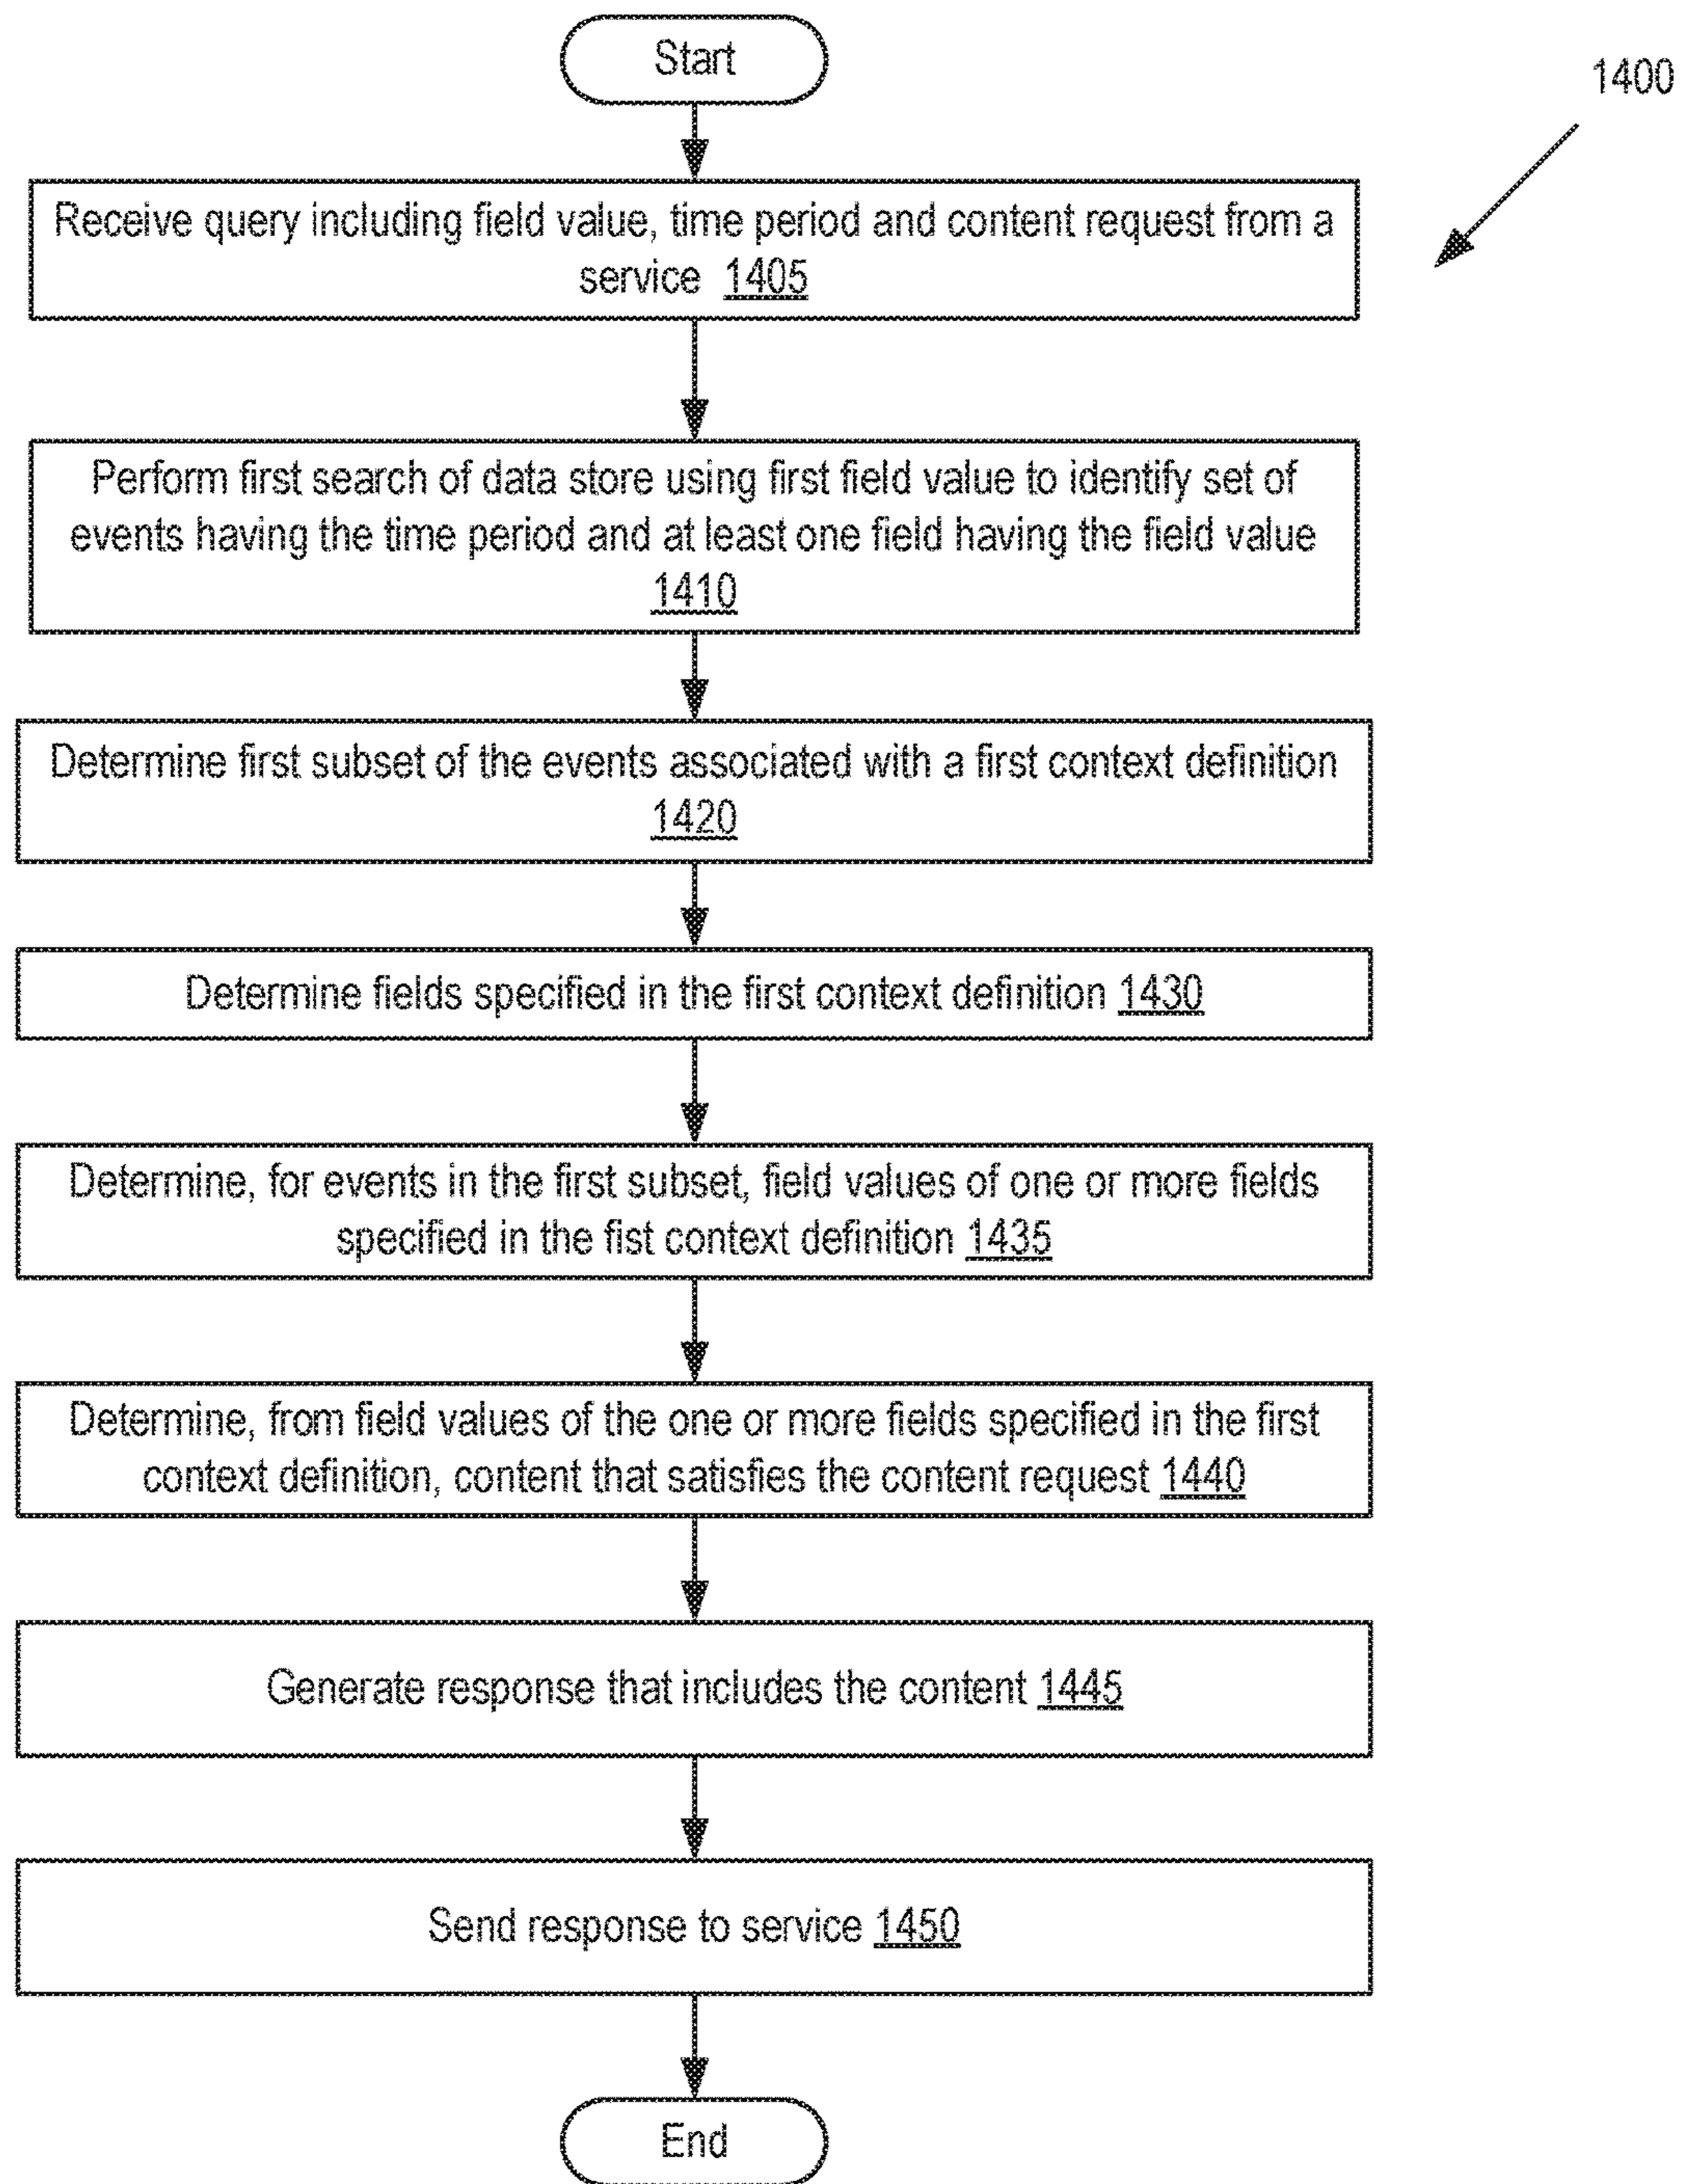 Start
1400
Receive query including field value, time period and content request from a
service 1405
Perform first search of data store using first field value to identify set of
events having the time period and at least one field having the field value
1410
Determine first subset of the events associated with a first context definition
1420
Determine fields specified in the first context definition 1430
Determine, for events in the first subset, field values of one or more fields
specified in the fist context definition 1435
Determine, from field values of the one or more fields specified in the first
context definition, content that satisfies the content request 1440
Generate response that includes the content 1445
Send response to service 1450
End